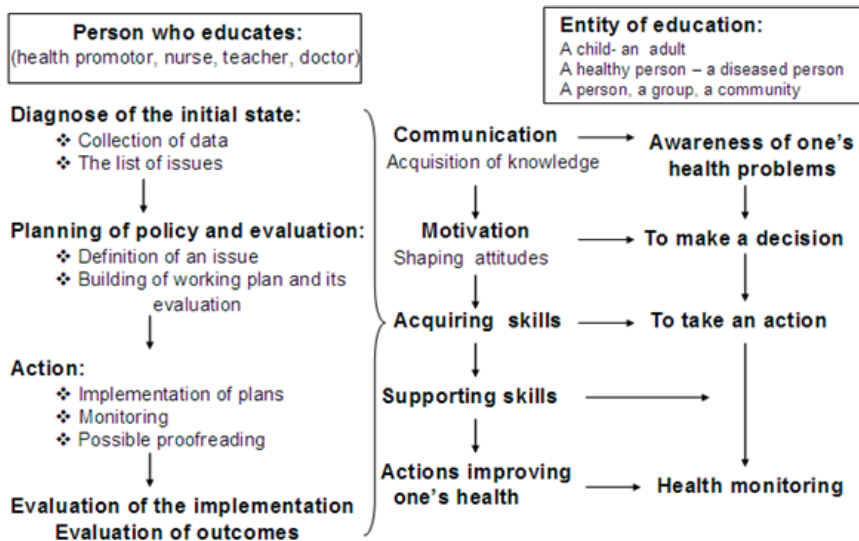 Person who educates:
(health promotor, nurse, teacher, doctor)
Diagnose of the initial state:
❖ Collection of data
❖ The list of issues
Planning of policy and evaluation:
❖ Definition of an issue
❖ Building of working plan and its
evaluation
Action:
❖ Implementation of plans
❖ Monitoring
❖ Possible proofreading
Evaluation of the implementation
Evaluation of outcomes
Communication
Acquisition of knowledge
Motivation
Shaping attitudes
Acquiring skills
Supporting skills
Actions improving
one's health
Entity of education:
A child- an adult
A healthy person – a diseased person
A person, a group, a community
Awareness of one's
health problems
To make a decision
To take an action
Health monitoring